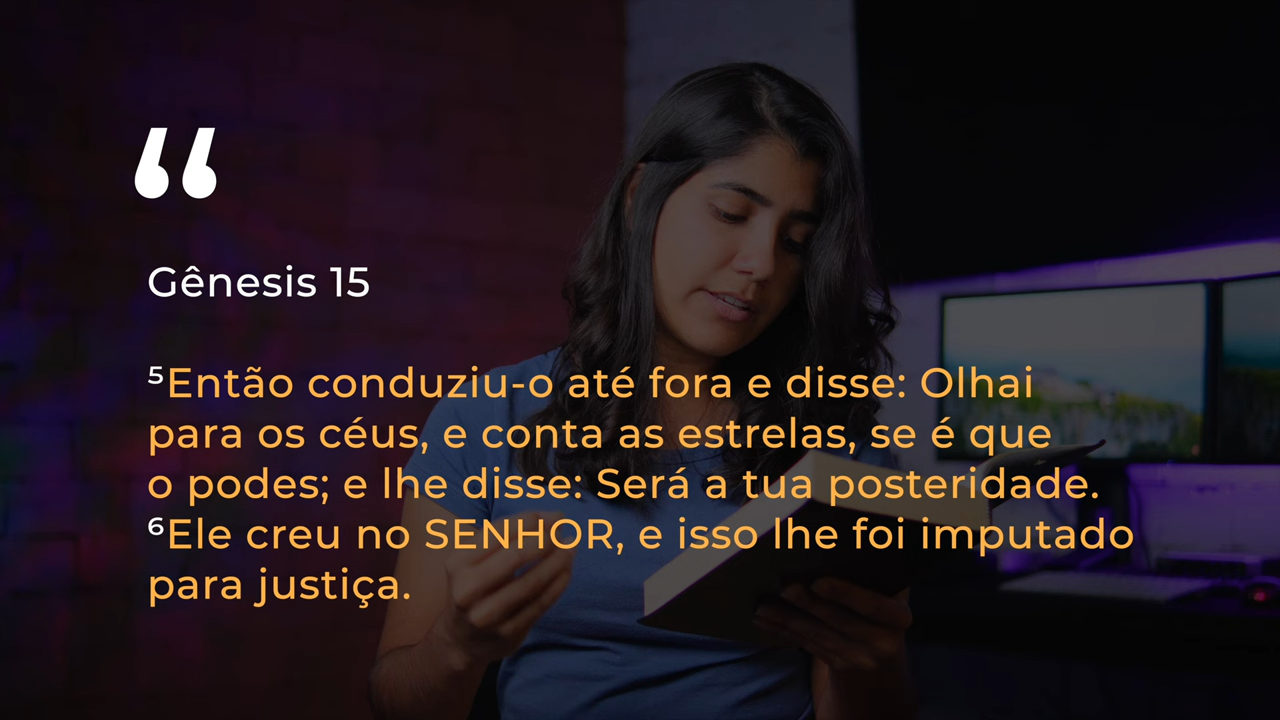 “
Gênesis 15
⁵Então conduziu-o até fora e disse: Olhai
para os céus, e conta as estrelas, se é que
o podes; e lhe disse: Será a tua posteridade.
⁶Ele creu no SENHOR, e isso lhe foi imputado
para justiça.